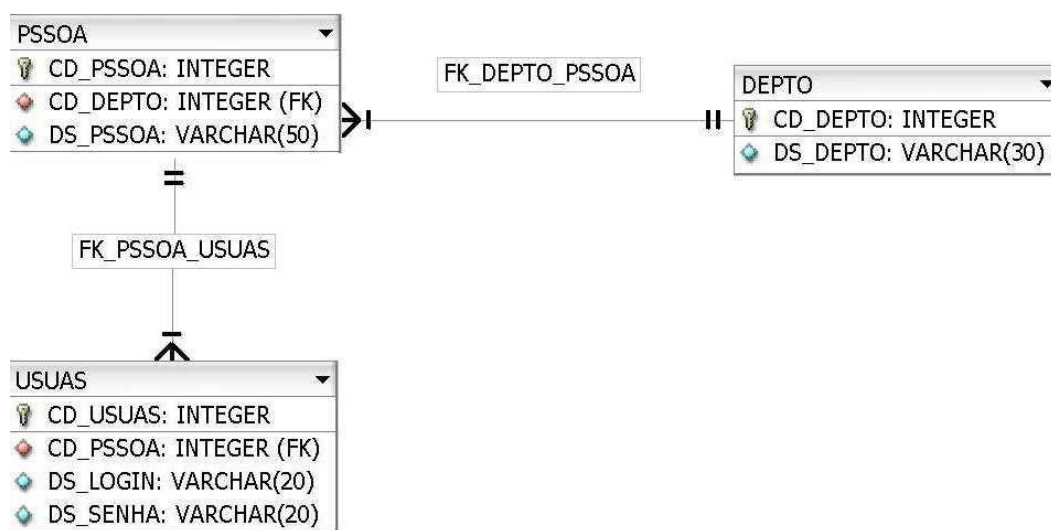 PSSOA
CD_PSSOA: INTEGER
CD_DEPTO: INTEGER (FK)
DS_PSSOA: VARCHAR(50)
FK_DEPTO_PSSOA
DEPTO
CD_DEPTO: INTEGER
DS_DEPTO: VARCHAR(30)
FK_PSSOA_USUAS
USUAS
CD_USUAS: INTEGER
CD_PSSOA: INTEGER (FK)
DS_LOGIN: VARCHAR(20)
DS_SENHA: VARCHAR(20)